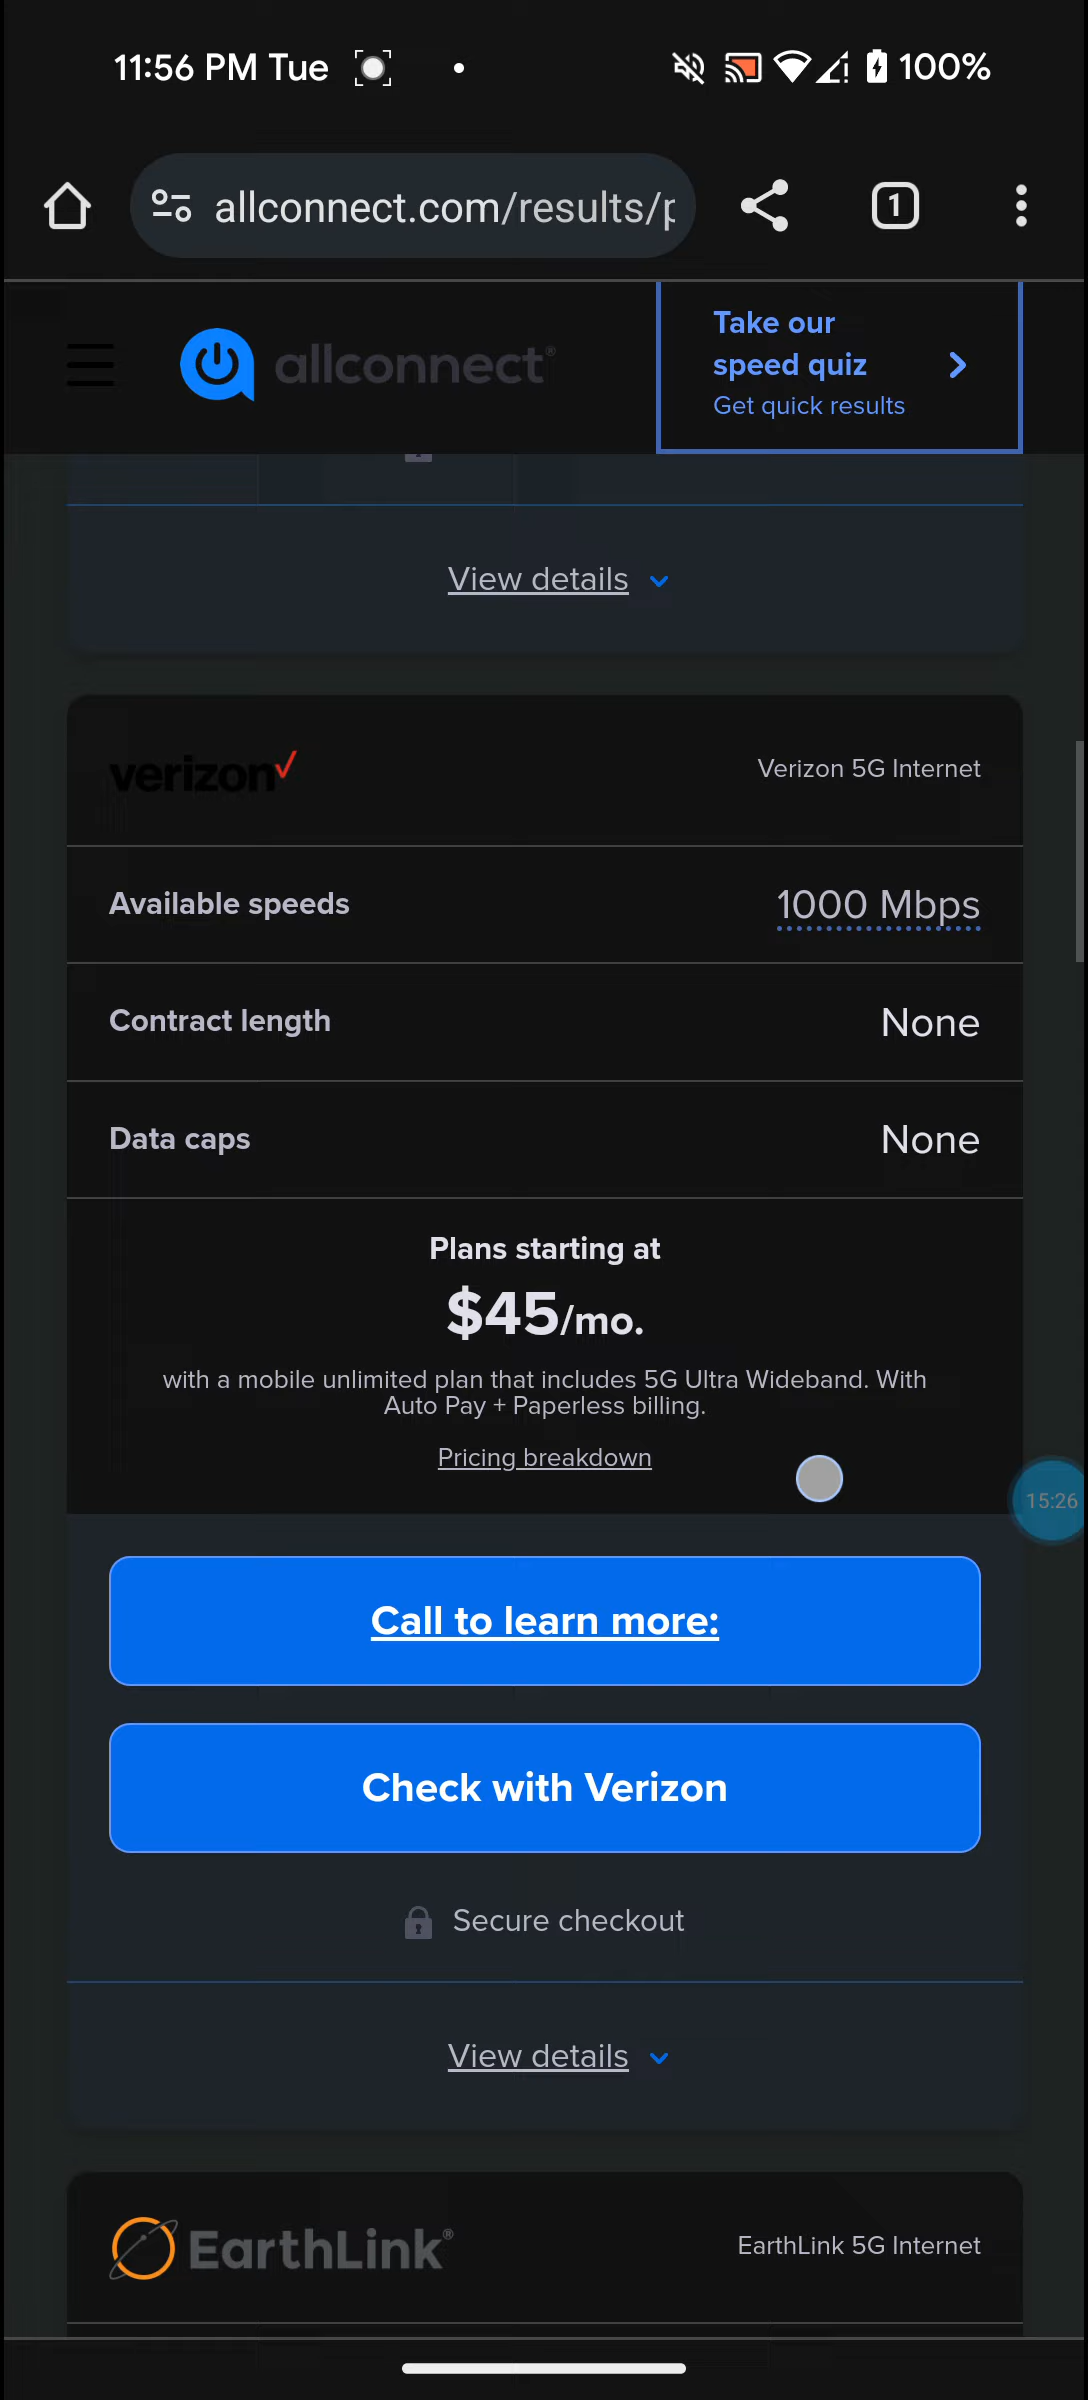 11:56 PM Tue
100%
allconnect.com/results/p
1
allconnect®
Take our
speed quiz
Get quick results
View details
verizon✓
Verizon 5G Internet
Available speeds
1000 Mbps
Contract length
None
Data caps
None
Plans starting at
$45/mo.
with a mobile unlimited plan that includes 5G Ultra Wideband. With
Auto Pay + Paperless billing.
Pricing breakdown
15:26
Call to learn more:
Check with Verizon
Secure checkout
View details
EarthLink®
EarthLink 5G Internet